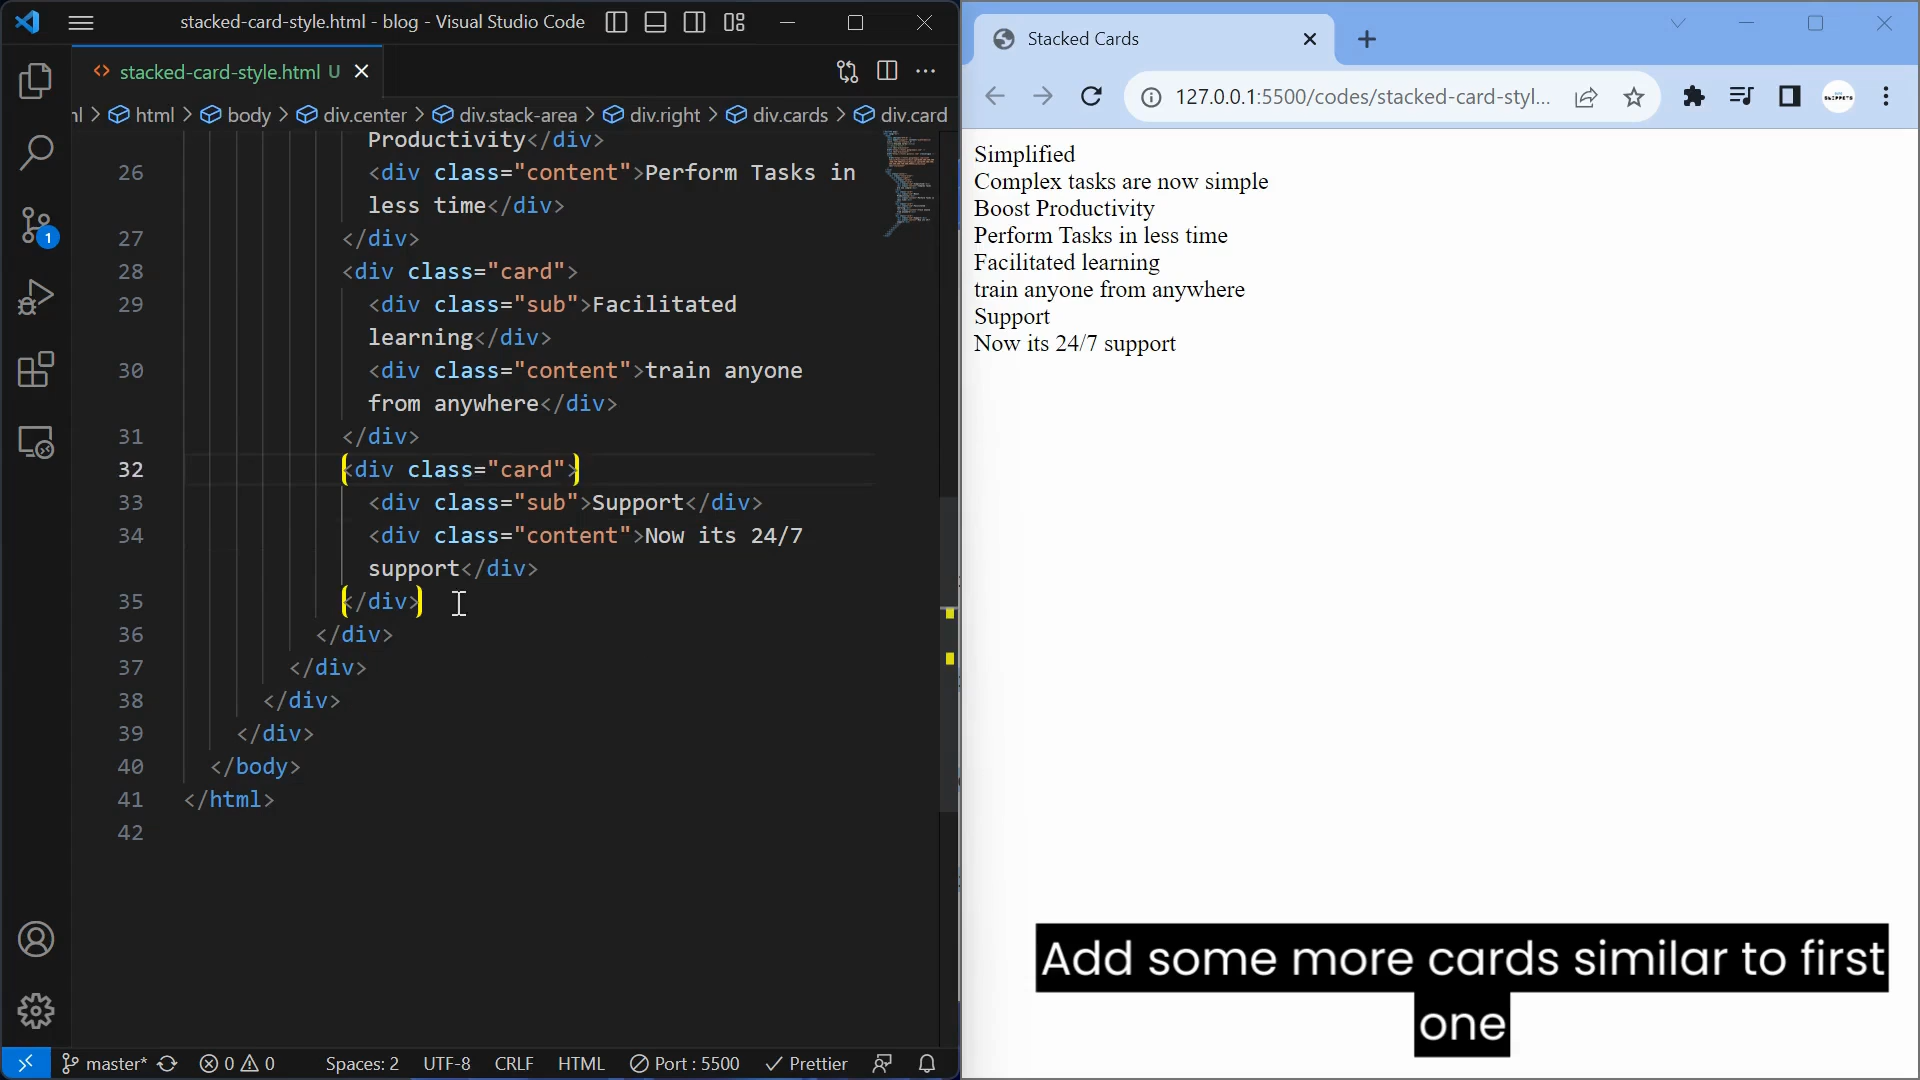 stacked-card-style.html - blog - Visual Studio Code
stacked-card-style.html U
html > body > div.center > div.stack-area > div.right > div.cards > div.card
Productivity</div>
26 <div class="content">Perform Tasks in
less time</div>
27 </div>
28 <div class="card">
29 <div class="sub">Facilitated
learning</div>
30 <div class="content">train anyone
from anywhere</div>
31 </div>
32 <div class="card">
33 <div class="sub">Support</div>
34 <div class="content">Now its 24/7
support</div>
35 </div>
36 </div>
37 </div>
38 </div>
39 </div>
40 </body>
41 </html>
42
1
master* 0 0 Spaces: 2 UTF-8 CRLF HTML Port : 5500 Prettier
Stacked Cards
127.0.0.1:5500/codes/stacked-card-styl...
Simplified
Complex tasks are now simple
Boost Productivity
Perform Tasks in less time
Facilitated learning
train anyone from anywhere
Support
Now its 24/7 support
Add some more cards similar to first
one